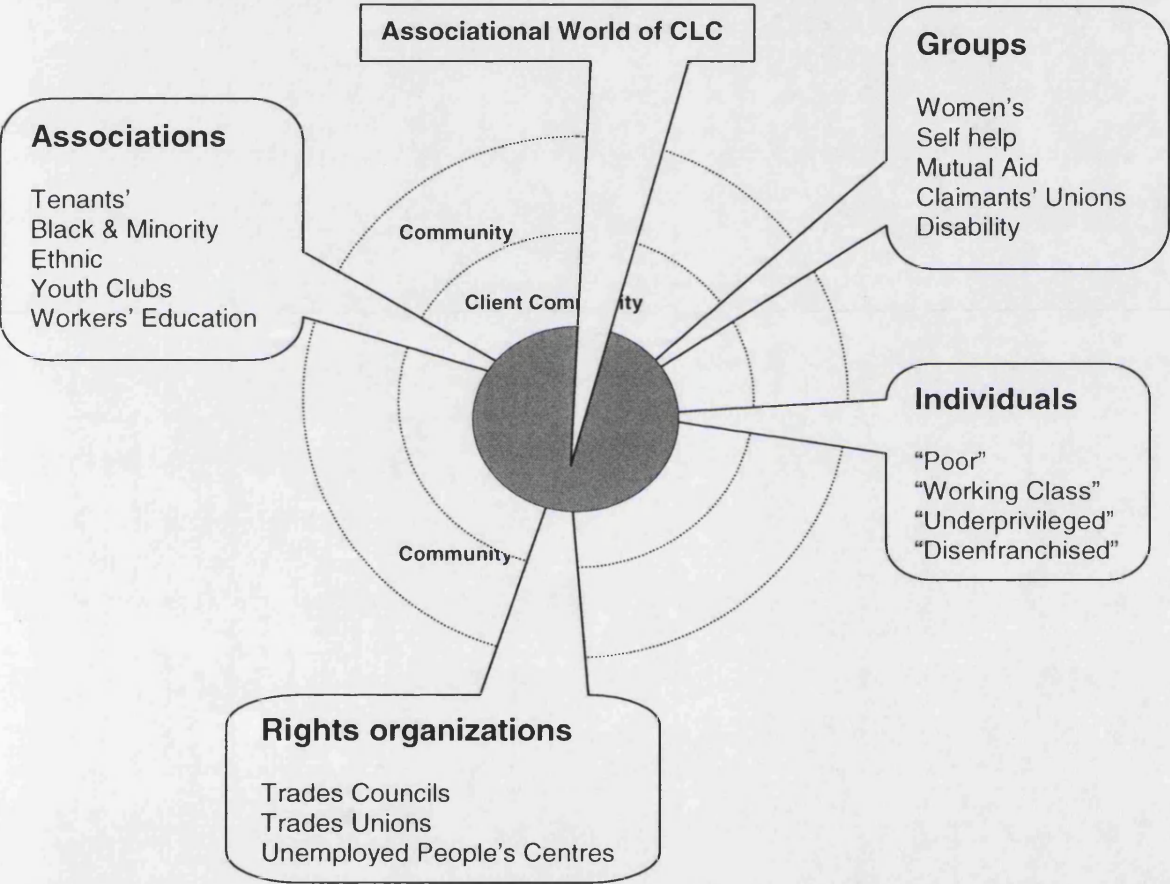 Associational World of CLC
Groups
Women's
Self help
Mutual Aid
Claimants' Unions
Disability
Associations
Tenants'
Black & Minority
Ethnic
Youth Clubs
Workers' Education
Community
Client Com ity
Individuals
“Poor”
“Working Class”
“Underprivileged”
“Disenfranchised”
Community
Rights organizations
Trades Councils
Trades Unions
Unemployed People's Centres